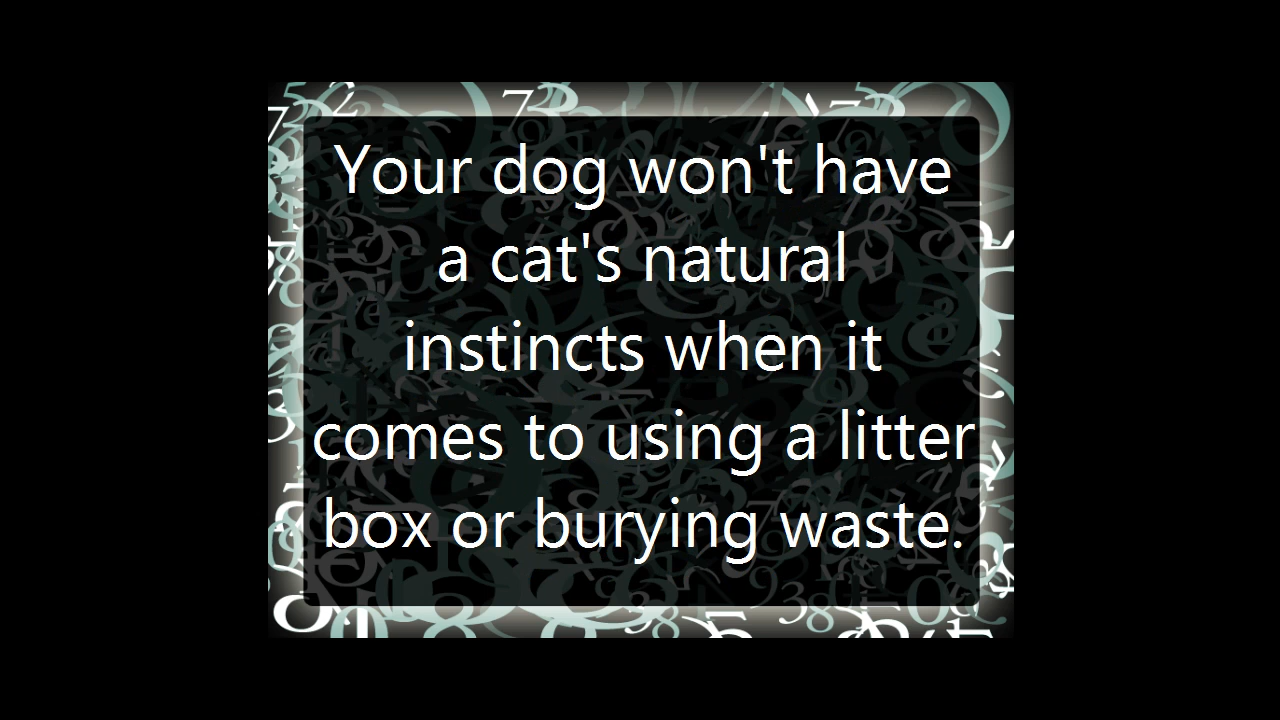 Your dog won't have
a cat's natural
instincts when it
comes to using a litter
box or burying waste.